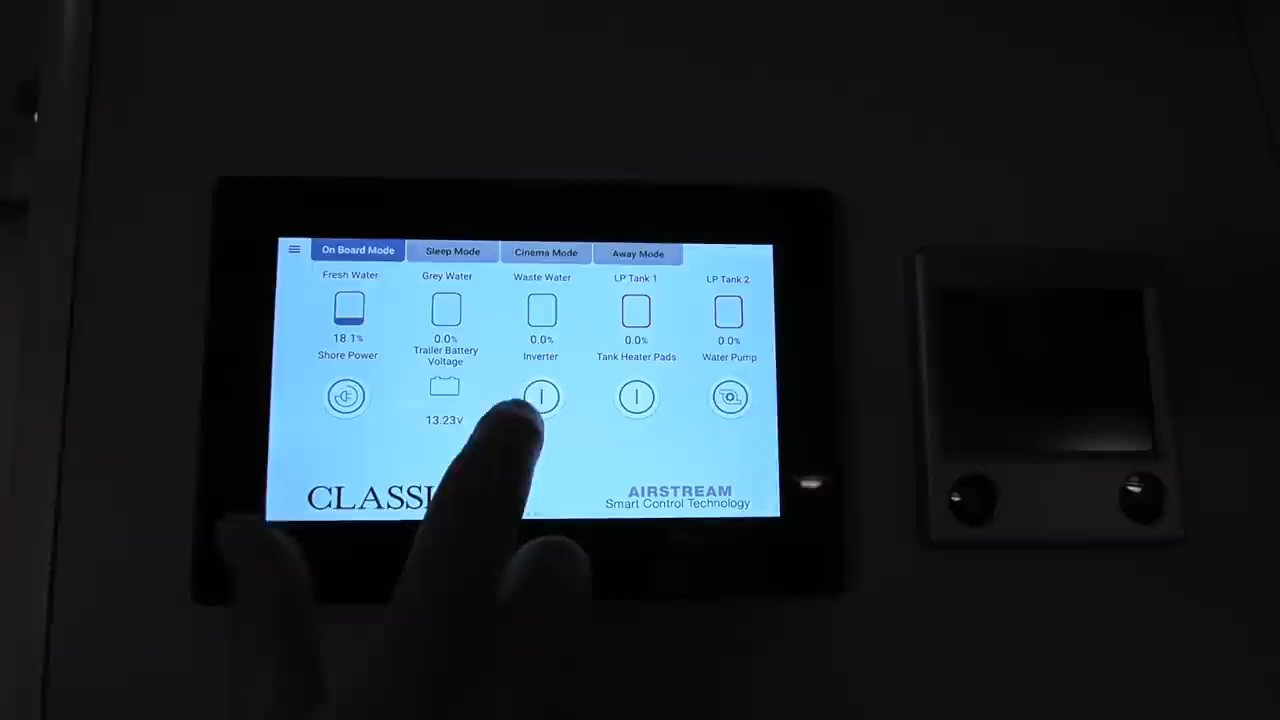 On Board Mode
Sleep Mode
Cinema Mode
Away Mode
Fresh Water
Grey Water
Waste Water
LP Tank 1
LP Tank 2
18.1%
0.0%
0.0%
0.0%
0.0%
Shore Power
Trailer Battery
Voltage
Inverter
Tank Heater Pads
Water Pump
13.23V
CLASSI
AIRSTREAM
Smart Control Technology